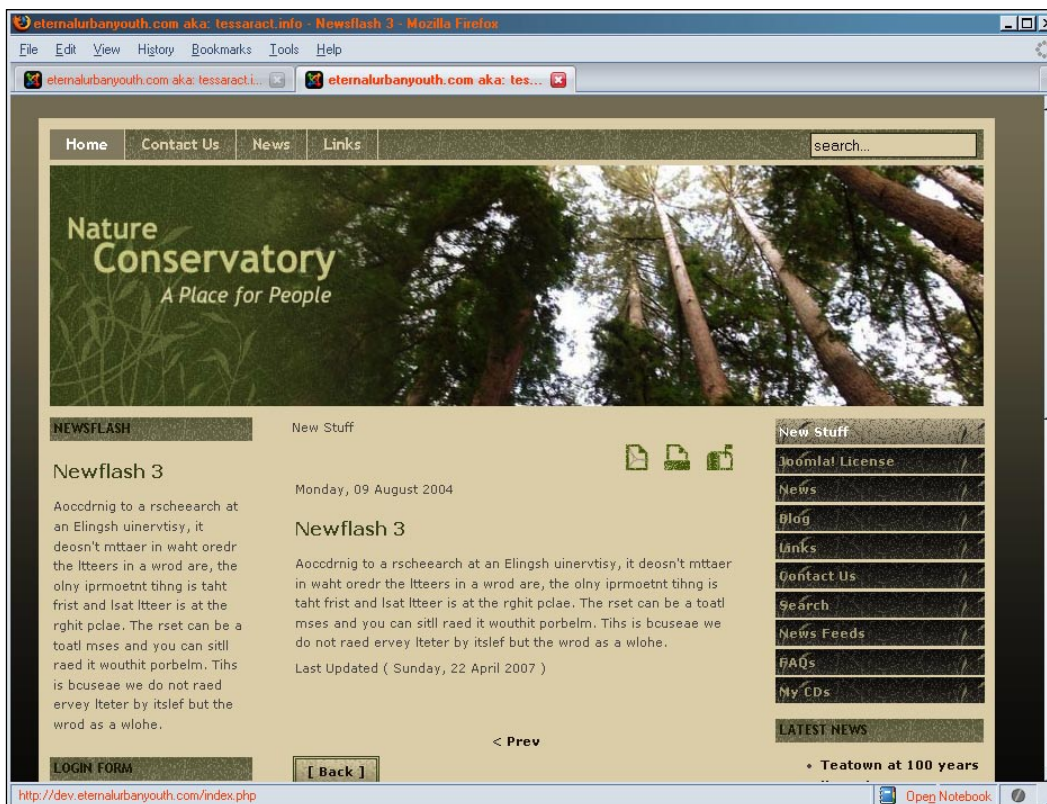 eternalurbanyouth.com aka: tessaract.info - Newsflash 3 - Mozilla Firefox
File Edit View History Bookmarks Tools Help
eternalurbanyouth.com aka: tessaract.i...
eternalurbanyouth.com aka: tes...
Home Contact Us News Links
search...
Nature
Conservatory
A Place for People
NEWSFLASH
Newflash 3
Aoccdrnig to a rscheearch at
an Elingsh uinervtisy, it
deosn't mttaer in waht oredr
the ltteers in a wrod are, the
olny iprmoetnt tihng is taht
frist and lsat ltteer is at the
rghit pclae. The rset can be a
toatl mses and you can sitll
raed it wouthit porbelm. Tihs
is bcuseae we do not raed
ervey lteter by itslef but the
wrod as a wlohe.
LOGIN FORM
New Stuff
Monday, 09 August 2004
Newflash 3
Aoccdrnig to a rscheearch at an Elingsh uinervtisy, it deosn't mttaer
in waht oredr the ltteers in a wrod are, the olny iprmoetnt tihng is
taht frist and lsat ltteer is at the rghit pclae. The rset can be a toatl
mses and you can sitll raed it wouthit porbelm. Tihs is bcuseae we
do not raed ervey lteter by itslef but the wrod as a wlohe.
Last Updated ( Sunday, 22 April 2007 )
< Prev
[ Back ]
New Stuff
Joomla! License
News
Blog
Links
Contact Us
Search
News Feeds
FAQs
My CDs
LATEST NEWS
• Teatown at 100 years
http://dev.eternalurbanyouth.com/index.php
Open Notebook